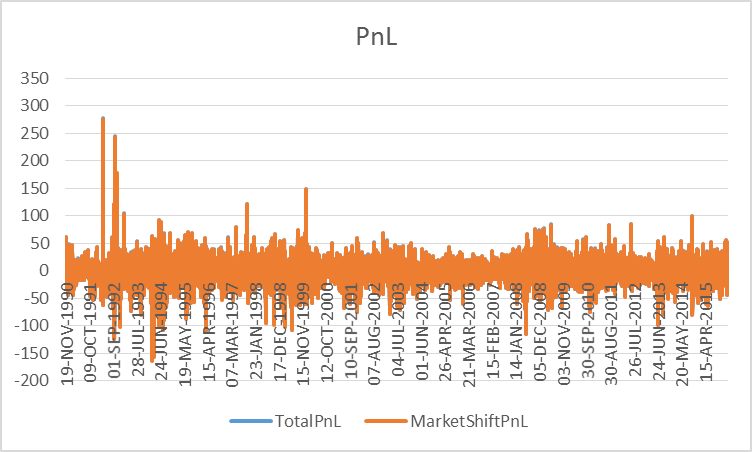 PnL
350
300
250
200
150
100
50
0
-50
-100
-150
-200
19-NOV-1990
09-OCT-1991
01-SEP-1992
28-JUL-1993
24-JUN-1994
19-MAY-1995
15-APR-1996
07-MAR-1997
23-JAN-1998
17-DEC-1998
15-NOV-1999
12-OCT-2000
10-SEP-2001
07-AUG-2002
04-JUL-2003
01-JUN-2004
26-APR-2005
21-MAR-2006
15-FEB-2007
14-JAN-2008
05-DEC-2008
03-NOV-2009
30-SEP-2010
30-AUG-2011
30-JUL-2012
24-JUN-2013
20-MAY-2014
15-APR-2015
TotalPnL
MarketShiftPnL